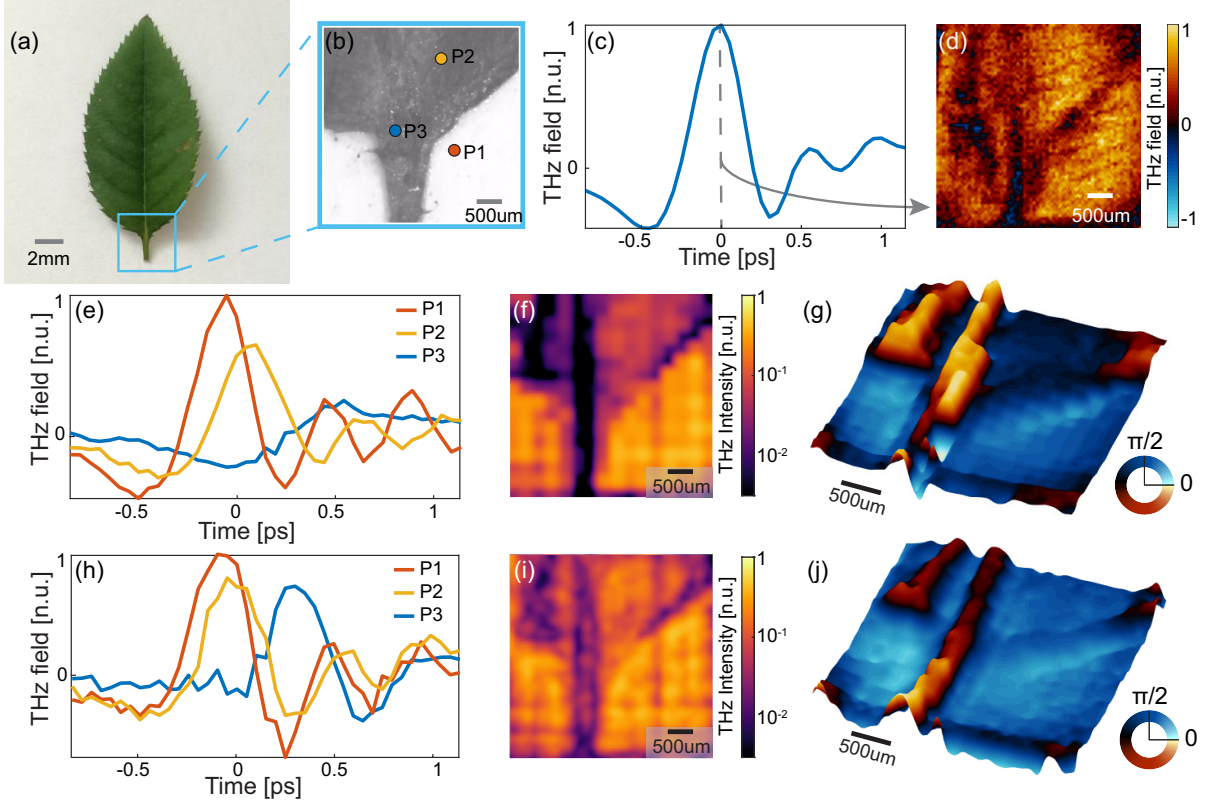 (a)
2mm
(b)
P2
P3
P1
500um
(c)
THz field [n.u.]
1
0
-0.5
0
0.5
1
Time [ps]
(d)
500um
THz field [n.u.]
1
0
-1
(e)
THz field [n.u.]
1
0
P1
P2
P3
-0.5
0
0.5
1
Time [ps]
(f)
500um
THz Intensity [n.u.]
1
10-1
10-2
(g)
500um
π/2
0
(h)
THz field [n.u.]
1
0
P1
P2
P3
-0.5
0
0.5
1
Time [ps]
(i)
500um
THz Intensity [n.u]
1
10-1
10-2
(j)
500um
π/2
0